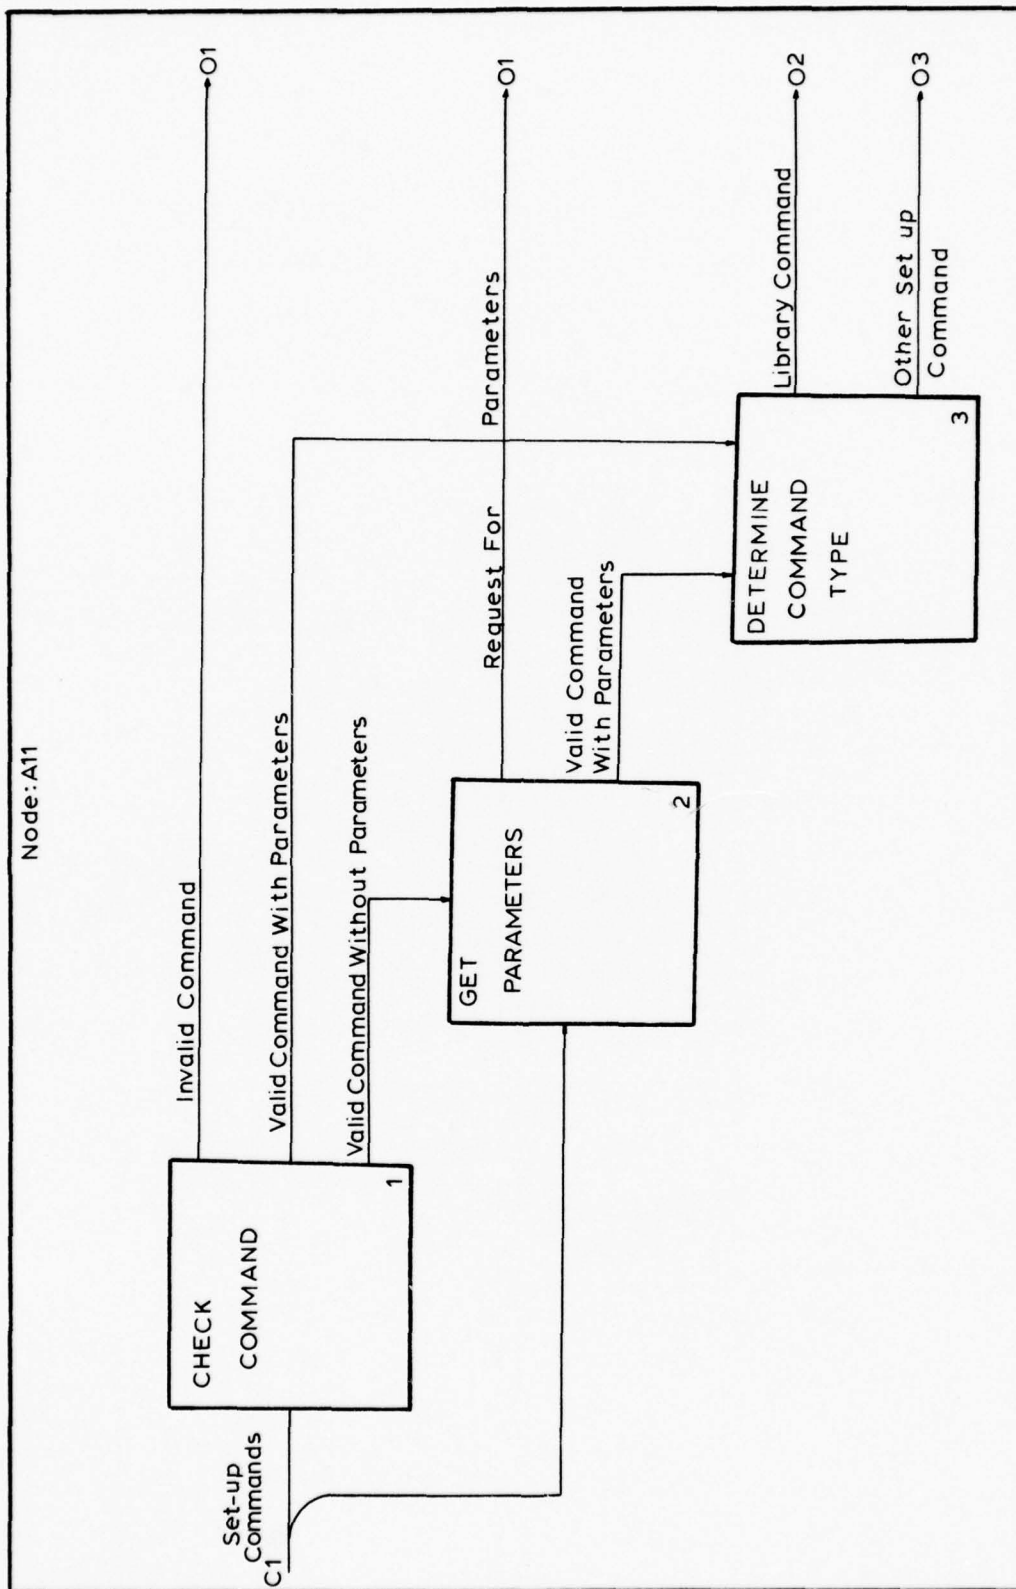 Node: A11
C1
Set-up
Commands
CHECK
COMMAND
1
Invalid Command
O1
Valid Command With Parameters
Valid Command Without Parameters
GET
PARAMETERS
2
Request For Parameters
O1
Valid Command
With Parameters
DETERMINE
COMMAND
TYPE
3
Library Command
O2
Other Set up
Command
O3